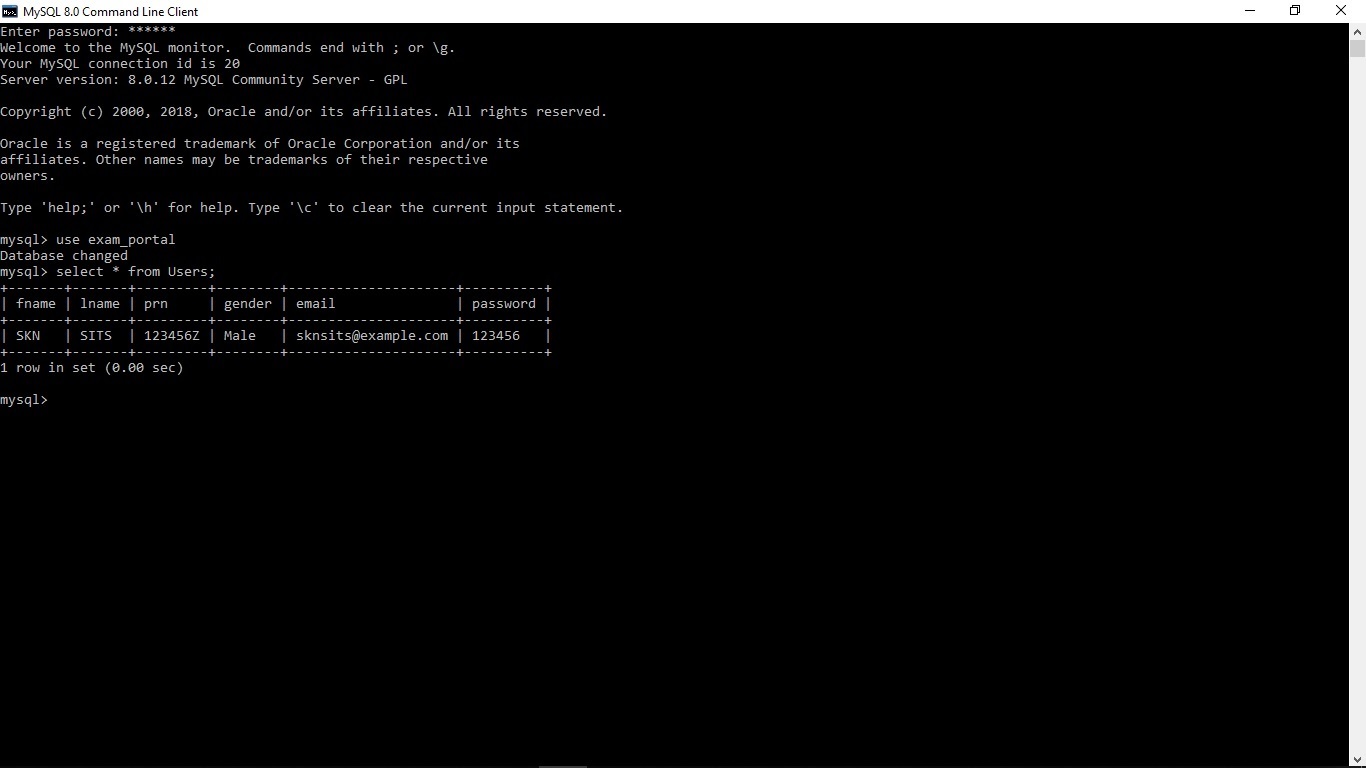 MySQL 8.0 Command Line Client
Enter password: ******
Welcome to the MySQL monitor.  Commands end with ; or \g.
Your MySQL connection id is 20
Server version: 8.0.12 MySQL Community Server - GPL
Copyright (c) 2000, 2018, Oracle and/or its affiliates. All rights reserved.
Oracle is a registered trademark of Oracle Corporation and/or its
affiliates. Other names may be trademarks of their respective
owners.
Type 'help;' or '\h' for help. Type '\c' to clear the current input statement.
mysql> use exam_portal
Database changed
mysql> select * from Users;
+-------+-------+---------+--------+---------------------+----------+
| fname | lname | prn     | gender | email               | password |
+-------+-------+---------+--------+---------------------+----------+
| SKN   | SITS  | 123456Z | Male   | sknsits@example.com | 123456   |
+-------+-------+---------+--------+---------------------+----------+
1 row in set (0.00 sec)
mysql>